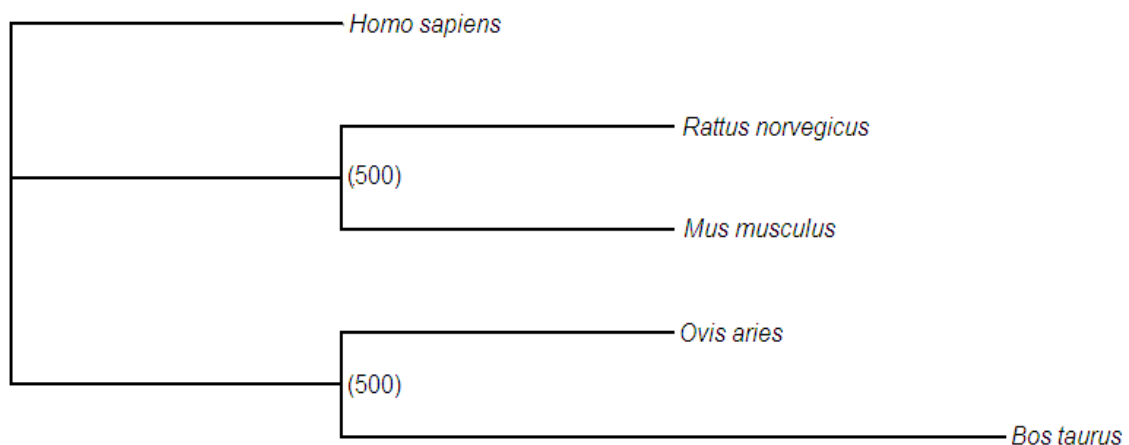 Homo sapiens
Rattus norvegicus
(500)
Mus musculus
Ovis aries
(500)
Bos taurus